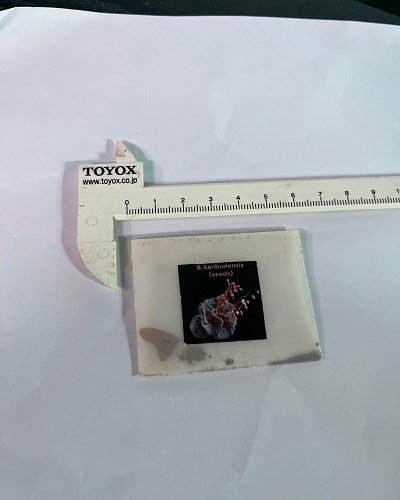 TOYOX
www.toyox.co.jp
0 1 2 3 4 5 6 7 8 9 10
B. kanburiensis
(seeds)